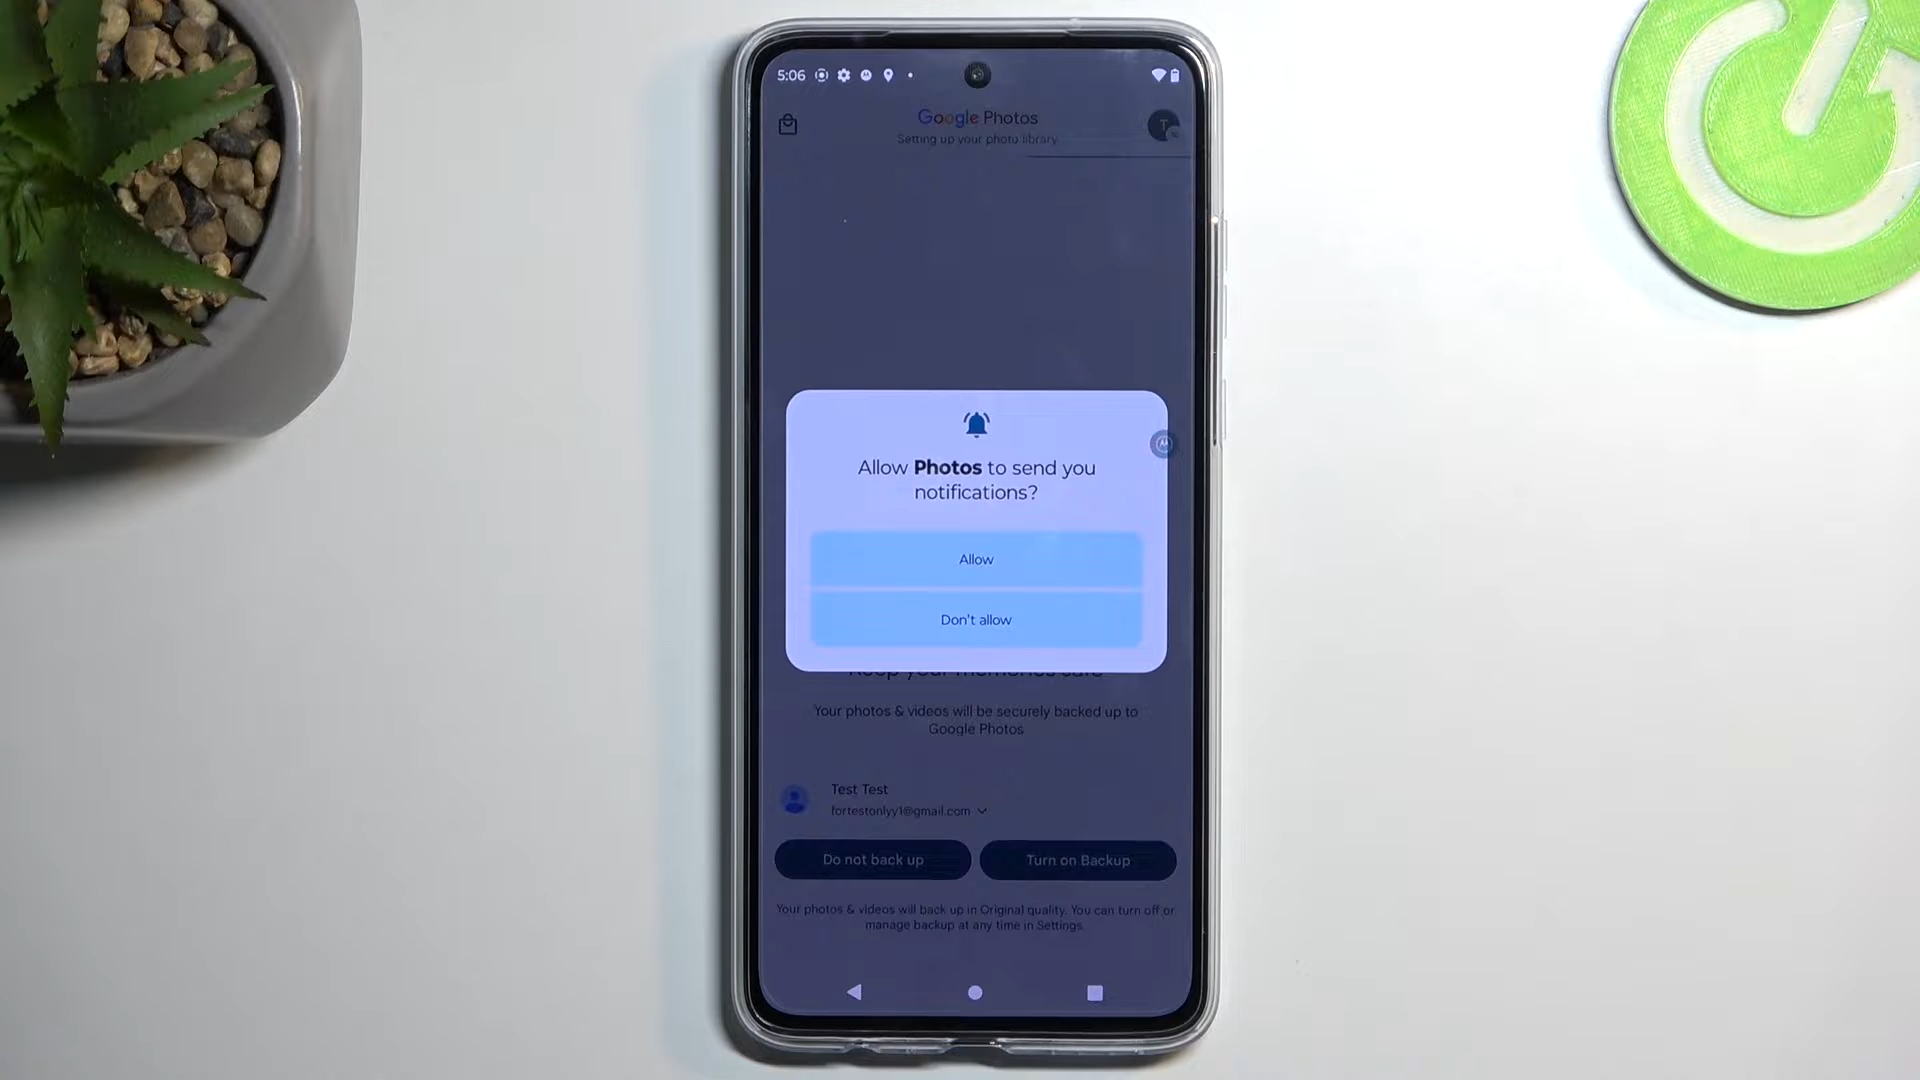 5:06
Google Photos
Setting up your photo library
T
Allow Photos to send you
notifications?
Allow
Don't allow
Keep your memories safe
Your photos & videos will be securely backed up to
Google Photos
Test Test
fortestonlyy1@gmail.com
Do not back up
Turn on Backup
Your photos & videos will back up in Original quality. You can turn off or
manage backup at any time in Settings.